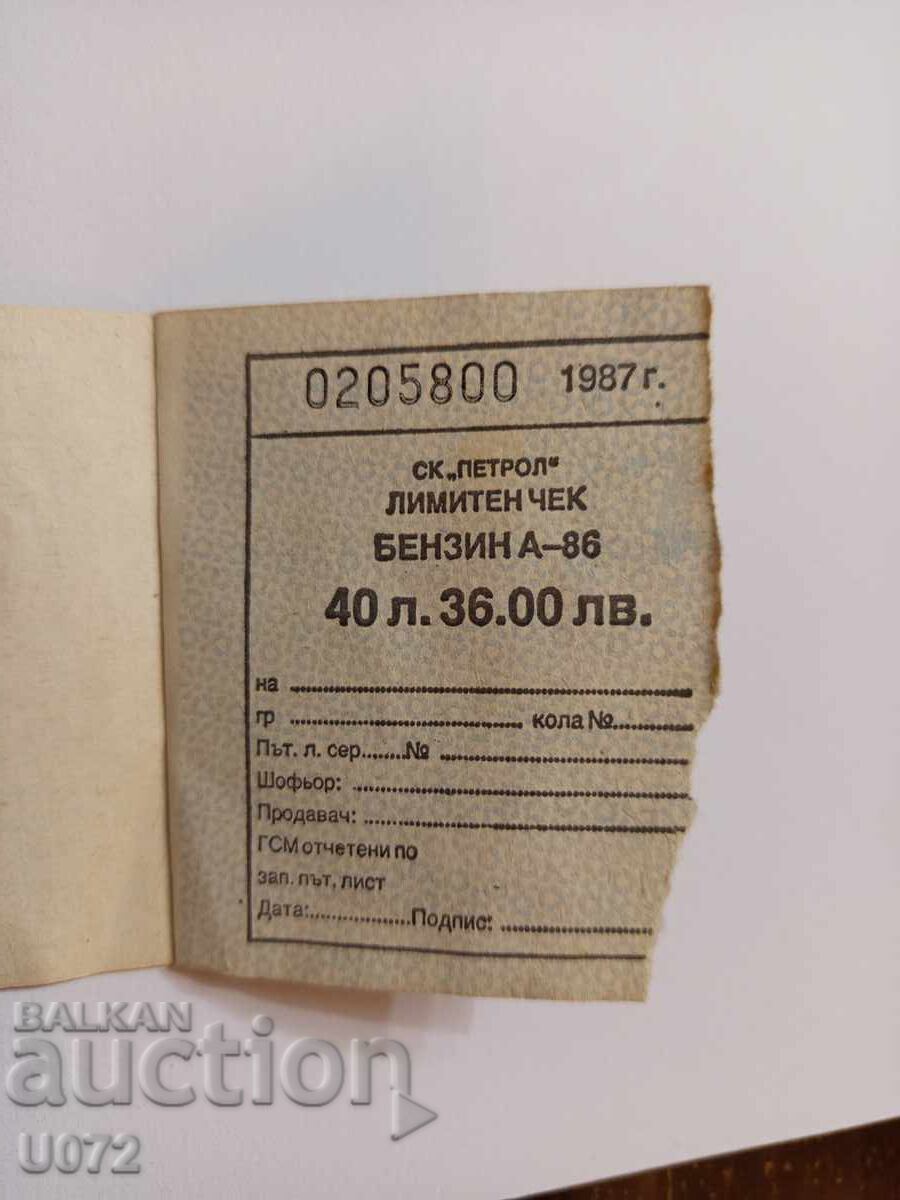 0205800 1987 г.
СК „ПЕТРОЛ"
ЛИМИТЕН ЧЕК
БЕНЗИН А–86
40 л. 36.00 лв.
на ........................................
гр ........................ кола № ...........
Път. л. сер........№ .........................
Шофьор: ..................................
Продавач: .................................
ГСМ отчетени по
зап. път, лист
Дата:..................Подпис: .....................
BALKAN
auction
U072